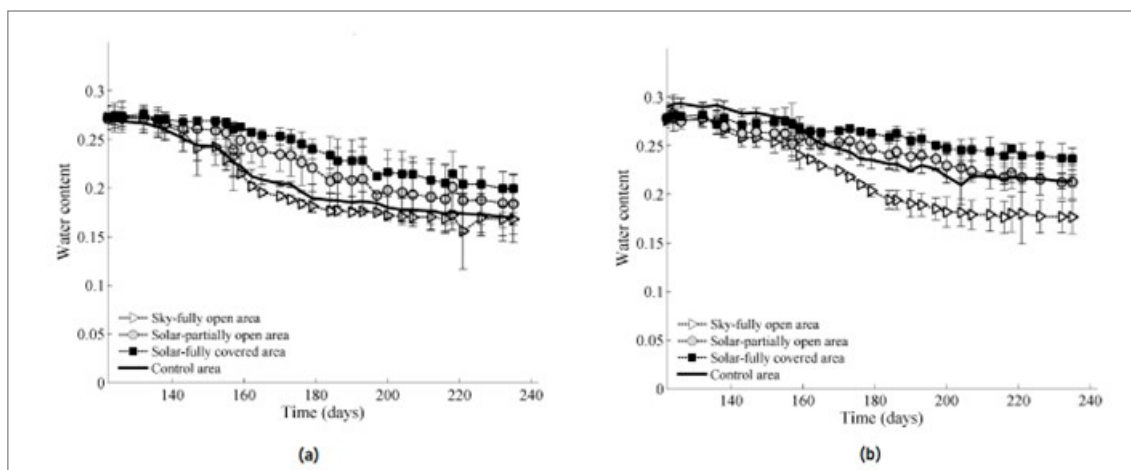 0.3
0.25
0.2
0.15
0.1
0.05
0
Water content
Sky-fully open area
Solar-partially open area
Solar-fully covered area
Control area
140 160 180 200 220 240
Time (days)
(a)
0.3
0.25
0.2
0.15
0.1
0.05
0
Water content
Sky-fully open area
Solar-partially open area
Solar-fully covered area
Control area
140 160 180 200 220 240
Time (days)
(b)